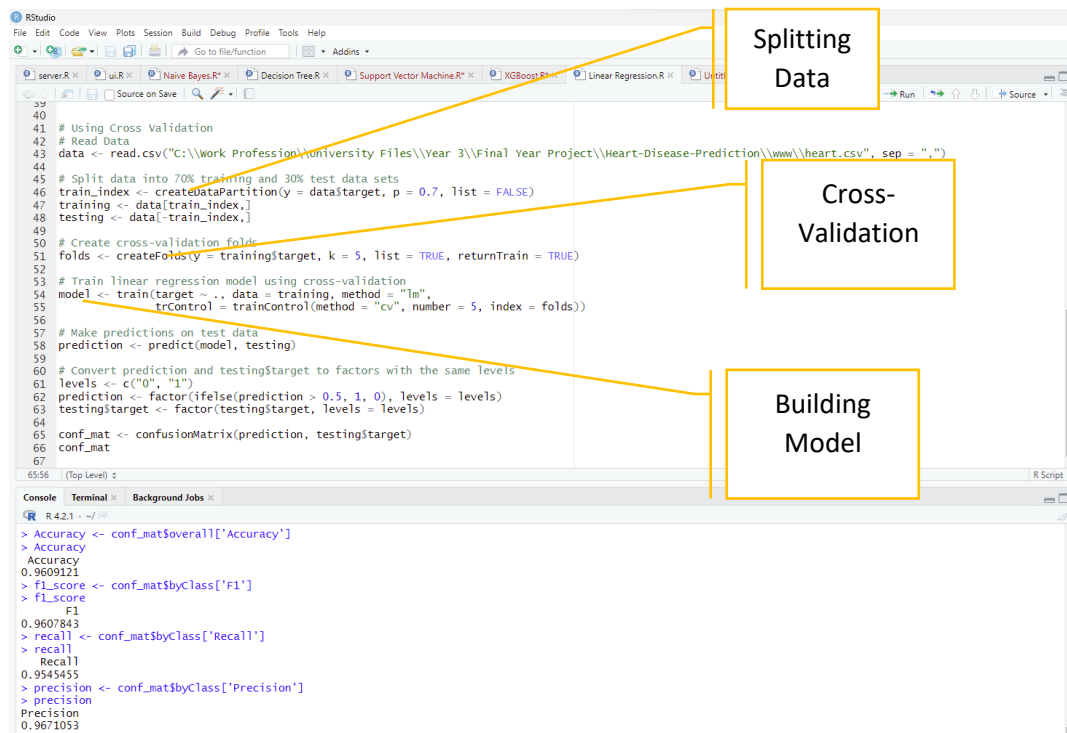 RStudio
File Edit Code View Plots Session Build Debug Profile Tools Help
Go to file/function
Addins
server.R
ui.R
Naive Bayes.R*
Decision Tree.R
Support Vector Machine.R*
XGBoost.R*
Linear Regression.R
Source on Save
Run
Source
Splitting
Data
39
40
41 # Using Cross Validation
42 # Read Data
43 data <- read.csv("C:\\Work Profession\\University Files\\Year 3\\Final Year Project\\Heart-Disease-Prediction\\www\\heart.csv", sep = ",")
44
45 # Split data into 70% training and 30% test data sets
46 train_index <- createDataPartition(y = data$target, p = 0.7, list = FALSE)
47 training <- data[train_index,]
48 testing <- data[-train_index,]
49
50 # Create cross-validation folds
51 folds <- createFolds(y = training$target, k = 5, list = TRUE, returnTrain = TRUE)
52
53 # Train linear regression model using cross-validation
54 model <- train(target ~ ., data = training, method = "lm",
55 trControl = trainControl(method = "cv", number = 5, index = folds))
56
57 # Make predictions on test data
58 prediction <- predict(model, testing)
59
60 # Convert prediction and testing$target to factors with the same levels
61 levels <- c("0", "1")
62 prediction <- factor(ifelse(prediction > 0.5, 1, 0), levels = levels)
63 testing$target <- factor(testing$target, levels = levels)
64
65 conf_mat <- confusionMatrix(prediction, testing$target)
66 conf_mat
67
Cross-
Validation
Building
Model
65:56 (Top Level)
R Script
Console Terminal Background Jobs
R 4.2.1 · ~/
> Accuracy <- conf_mat$overall['Accuracy']
> Accuracy
Accuracy
0.9609121
> f1_score <- conf_mat$byClass['F1']
> f1_score
F1
0.9607843
> recall <- conf_mat$byClass['Recall']
> recall
Recall
0.9545455
> precision <- conf_mat$byClass['Precision']
> precision
Precision
0.9671053